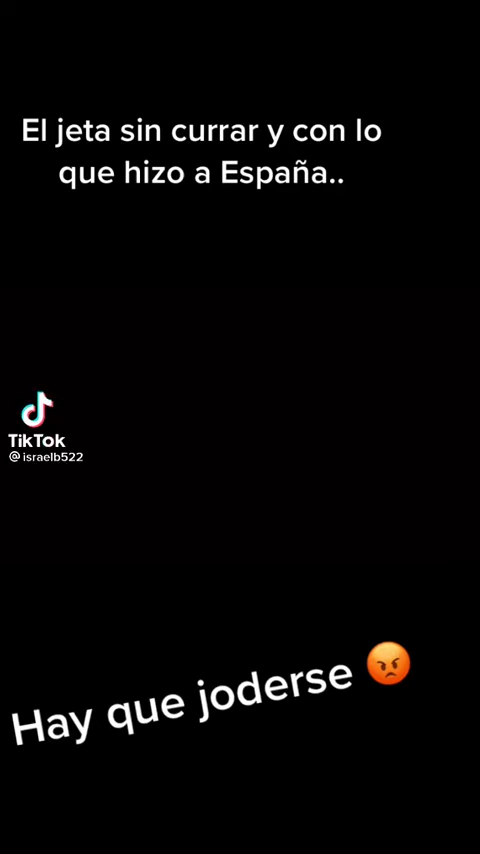 El jeta sin currar y con lo
que hizo a España..
TikTok
@israelb522
Hay que joderse 😡